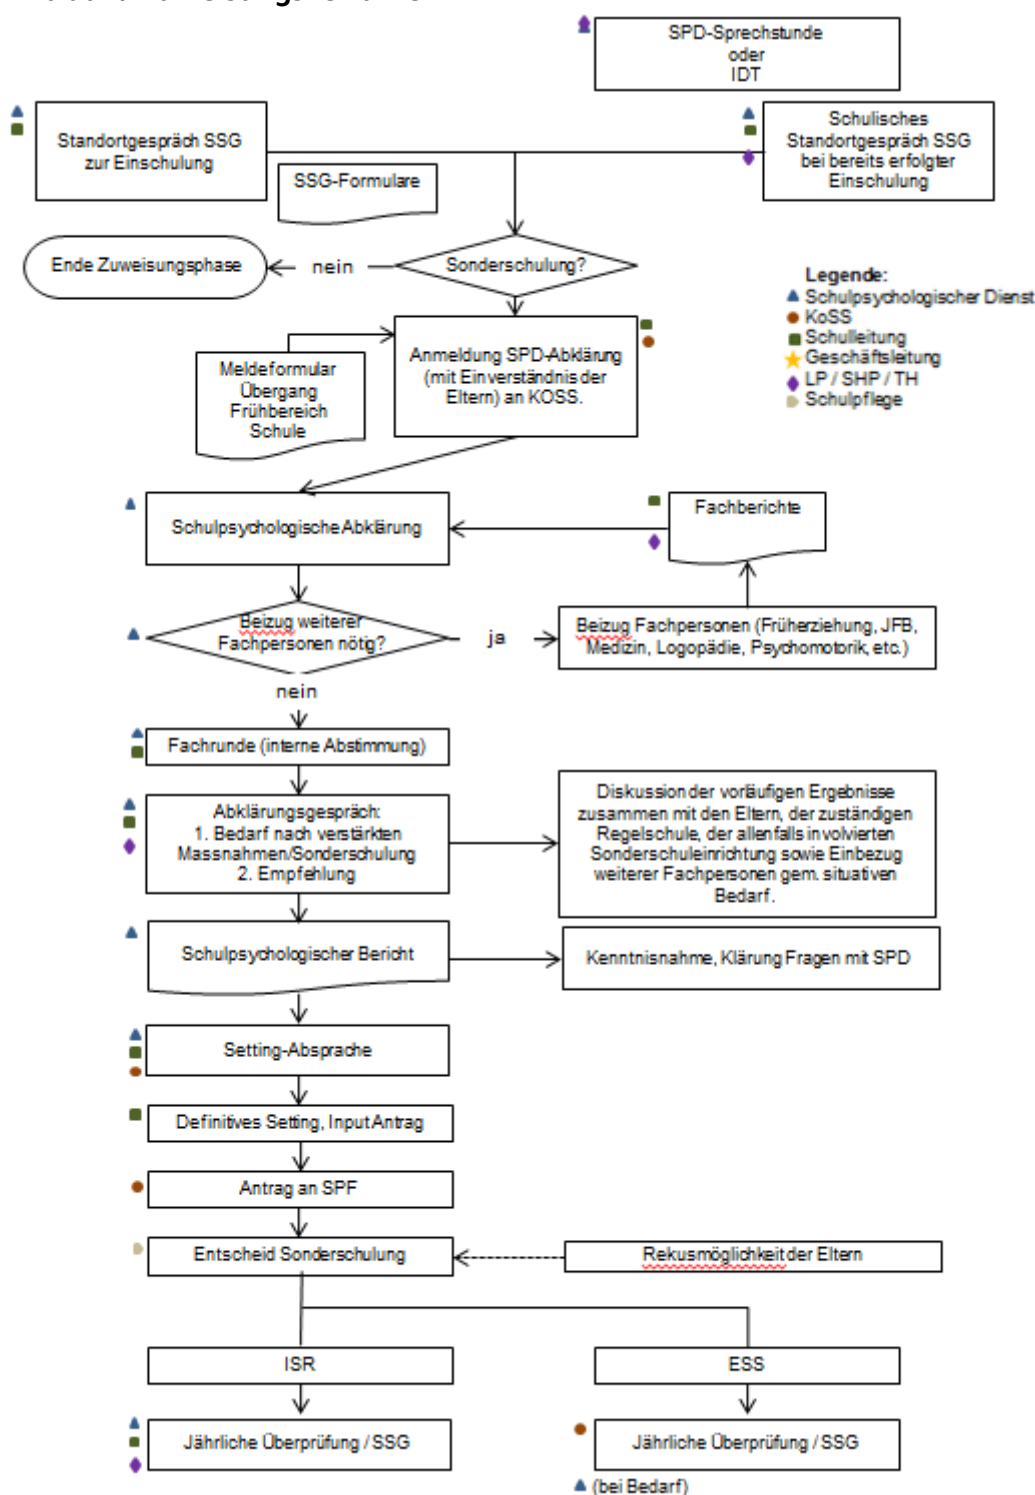 SPD-Sprechstunde
oder
IDT
Standortgespräch SSG
zur Einschulung
Schulisches
Standortgespräch SSG
bei bereits erfolgter
Einschulung
SSG-Formulare
Ende Zuweisungsphase
nein
Sonderschulung?
Legende:
Schulpsychologischer Dienst
KoSS
Schulleitung
Geschäftsleitung
LP / SHP / TH
Schulpflege
Anmeldung SPD-Abklärung
(mit Einverständnis der
Eltern) an KOSS.
Meldeformular
Übergang
Frühbereich
Schule
Schulpsychologische Abklärung
Fachberichte
Beizug weiterer
Fachpersonen nötig?
ja
Beizug Fachpersonen (Früherziehung, JFB,
Medizin, Logopädie, Psychomotorik, etc.)
nein
Fachrunde (interne Abstimmung)
Abklärungsgespräch:
1. Bedarf nach verstärkten
Massnahmen/Sonderschulung
2. Empfehlung
Diskussion der vorläufigen Ergebnisse
zusammen mit den Eltern, der zuständigen
Regelschule, der allenfalls involvierten
Sonderschuleinrichtung sowie Einbezug
weiterer Fachpersonen gem. situativen
Bedarf.
Schulpsychologischer Bericht
Kenntnisnahme, Klärung Fragen mit SPD
Setting-Absprache
Definitives Setting, Input Antrag
Antrag an SPF
Entscheid Sonderschulung
Rekusmöglichkeit der Eltern
ISR
ESS
Jährliche Überprüfung / SSG
Jährliche Überprüfung / SSG
(bei Bedarf)